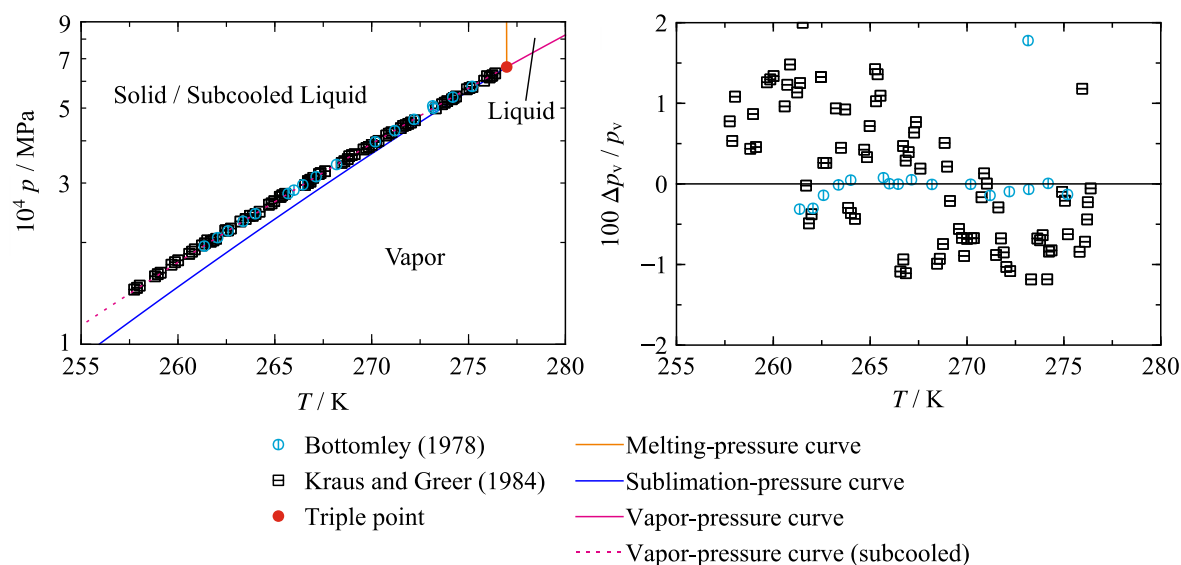 9
7
5
3
1
10⁴ p / MPa
Solid / Subcooled Liquid
Liquid
Vapor
255 260 265 270 275 280
T / K
2
1
0
−1
−2
100 Δpᵥ / pᵥ
255 260 265 270 275 280
T / K
Bottomley (1978)
Kraus and Greer (1984)
Triple point
Melting-pressure curve
Sublimation-pressure curve
Vapor-pressure curve
Vapor-pressure curve (subcooled)